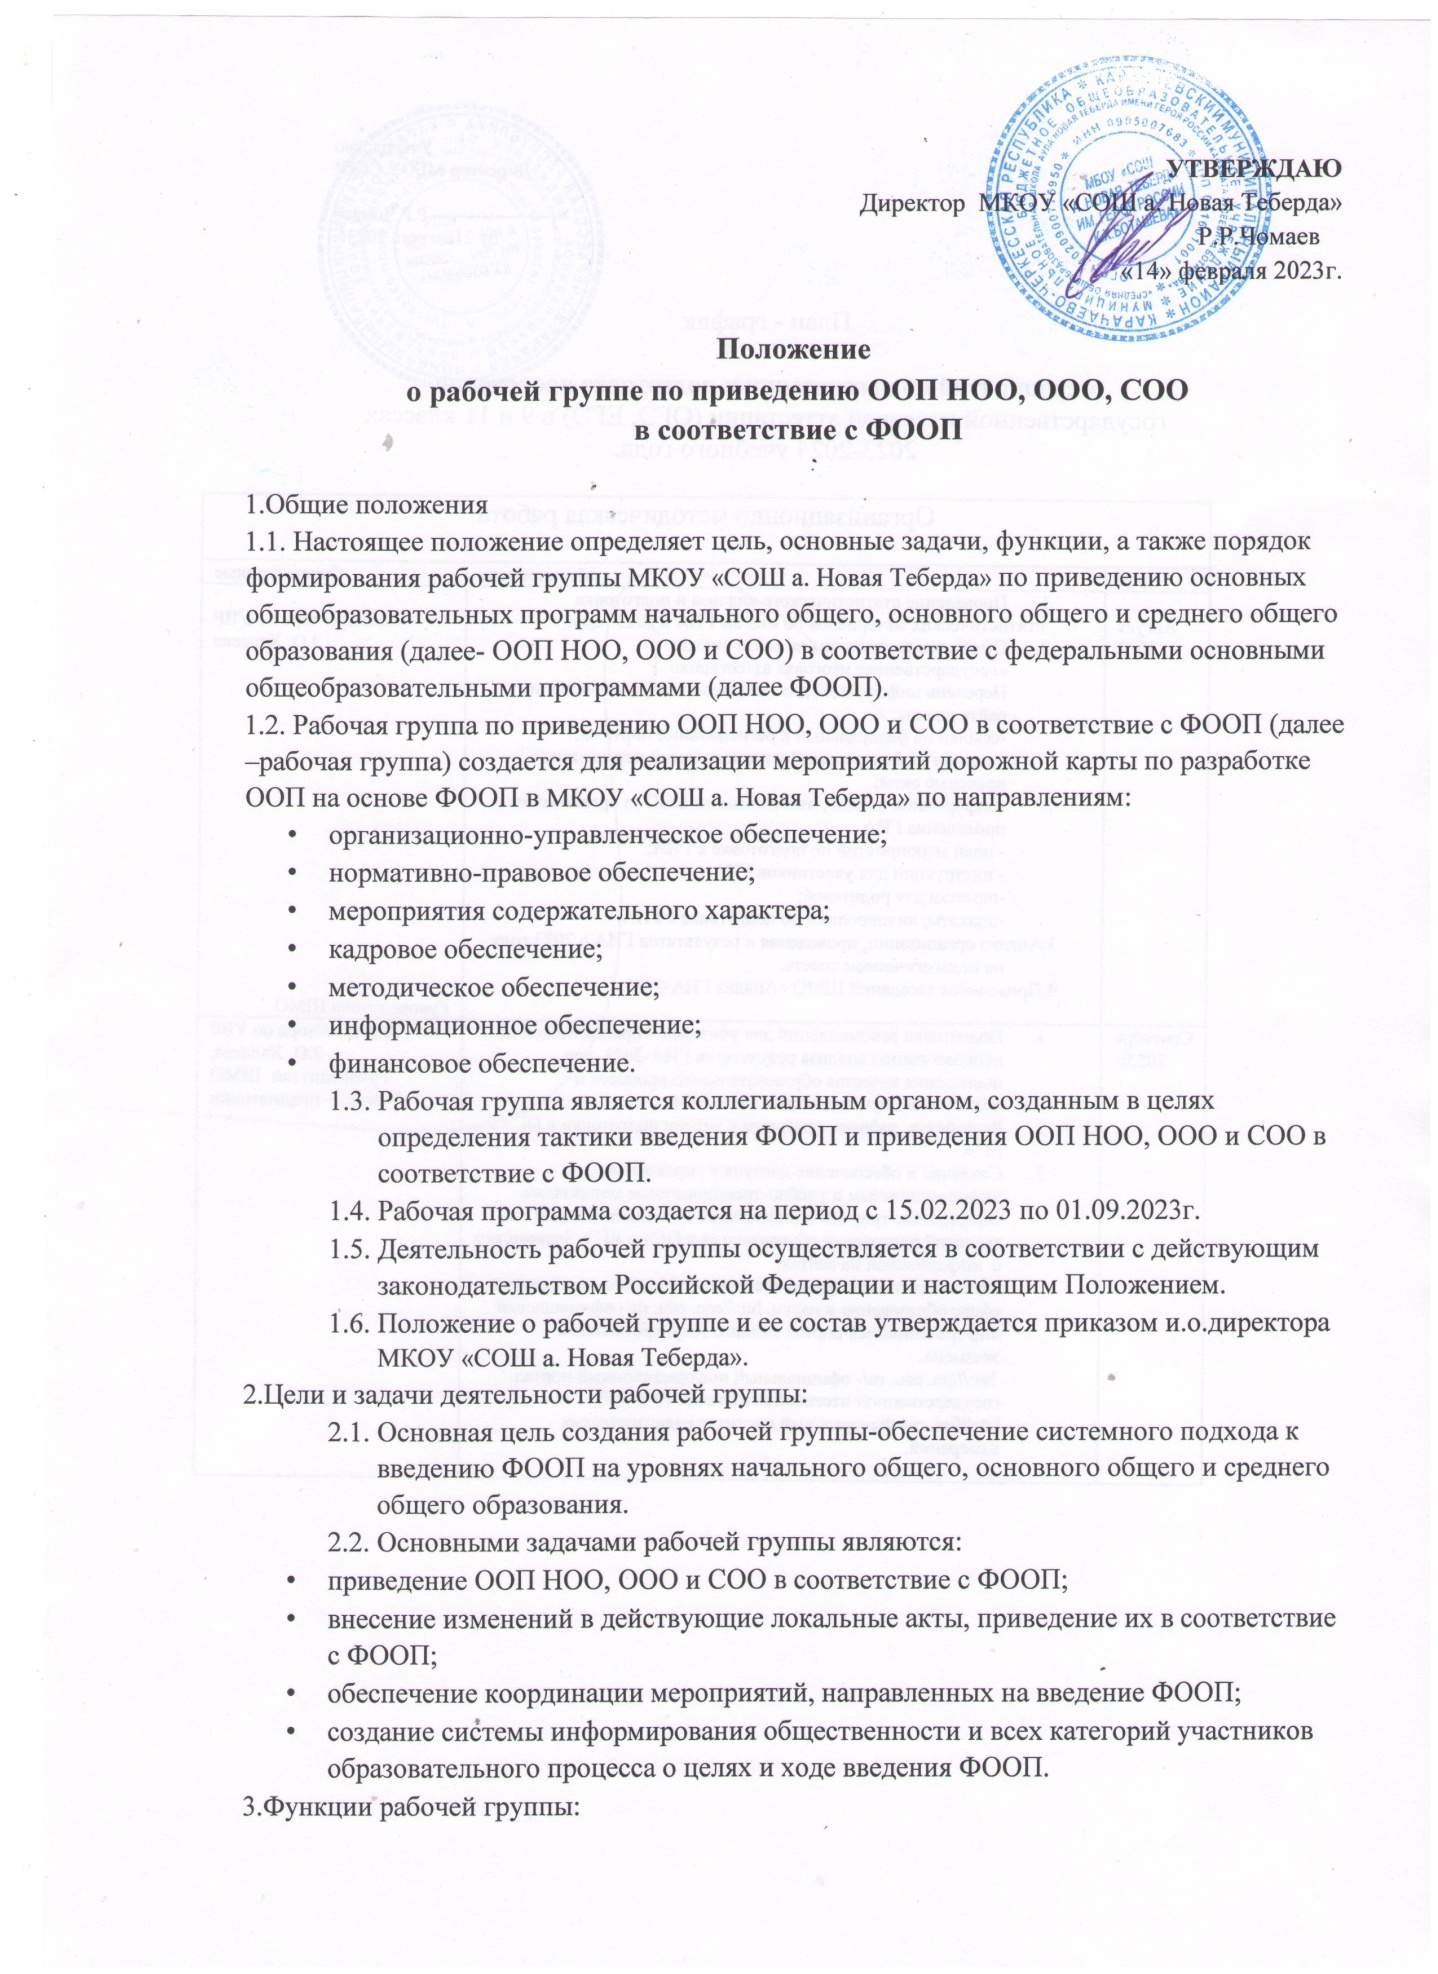 УТВЕРЖДАЮ
Директор МКОУ «СОШ а. Новая Теберда»
Р.Р.Чомаев
«14» февраля 2023г.
МБОУ «СОШ
А. НОВАЯ ТЕБЕРДА
ИМ. ГЕРОЯ РОССИИ
К.Х.БОТАШЕВА»
Положение
о рабочей группе по приведению ООП НОО, ООО, СОО
в соответствие с ФООП
1.Общие положения
1.1. Настоящее положение определяет цель, основные задачи, функции, а также порядок
формирования рабочей группы МКОУ «СОШ а. Новая Теберда» по приведению основных
общеобразовательных программ начального общего, основного общего и среднего общего
образования (далее- ООП НОО, ООО и СОО) в соответствие с федеральными основными
общеобразовательными программами (далее ФООП).
1.2. Рабочая группа по приведению ООП НОО, ООО и СОО в соответствие с ФООП (далее
–рабочая группа) создается для реализации мероприятий дорожной карты по разработке
ООП на основе ФООП в МКОУ «СОШ а. Новая Теберда» по направлениям:
• организационно-управленческое обеспечение;
• нормативно-правовое обеспечение;
• мероприятия содержательного характера;
• кадровое обеспечение;
• методическое обеспечение;
• информационное обеспечение;
• финансовое обеспечение.
1.3. Рабочая группа является коллегиальным органом, созданным в целях
определения тактики введения ФООП и приведения ООП НОО, ООО и СОО в
соответствие с ФООП.
1.4. Рабочая программа создается на период с 15.02.2023 по 01.09.2023г.
1.5. Деятельность рабочей группы осуществляется в соответствии с действующим
законодательством Российской Федерации и настоящим Положением.
1.6. Положение о рабочей группе и ее состав утверждается приказом и.о.директора
МКОУ «СОШ а. Новая Теберда».
2.Цели и задачи деятельности рабочей группы:
2.1. Основная цель создания рабочей группы-обеспечение системного подхода к
введению ФООП на уровнях начального общего, основного общего и среднего
общего образования.
2.2. Основными задачами рабочей группы являются:
• приведение ООП НОО, ООО и СОО в соответствие с ФООП;
• внесение изменений в действующие локальные акты, приведение их в соответствие
с ФООП;
• обеспечение координации мероприятий, направленных на введение ФООП;
• создание системы информирования общественности и всех категорий участников
образовательного процесса о целях и ходе введения ФООП.
3.Функции рабочей группы: